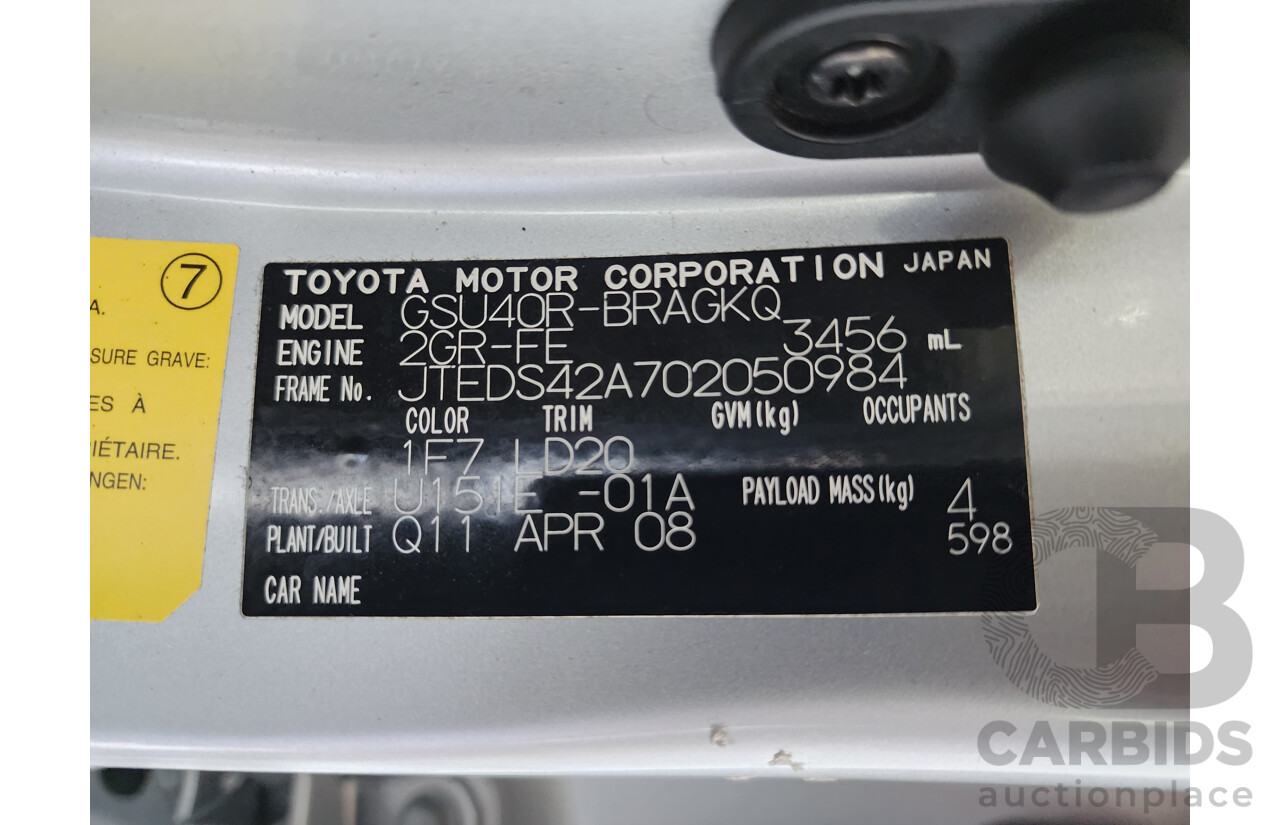 7
A.
SURE GRAVE:
ES À
IÉTAIRE.
NGEN:
TOYOTA MOTOR CORPORATION JAPAN
MODEL GSU40R-BRAGKQ
ENGINE 2GR-FE 3456 mL
FRAME No. JTEDS42A702050984
COLOR TRIM GVM(kg) OCCUPANTS
1F7 LD20
TRANS./AXLE U151E -01A PAYLOAD MASS(kg) 4
PLANT/BUILT Q11 APR 08 598
CAR NAME
CB
CARBIDS
auctionplace